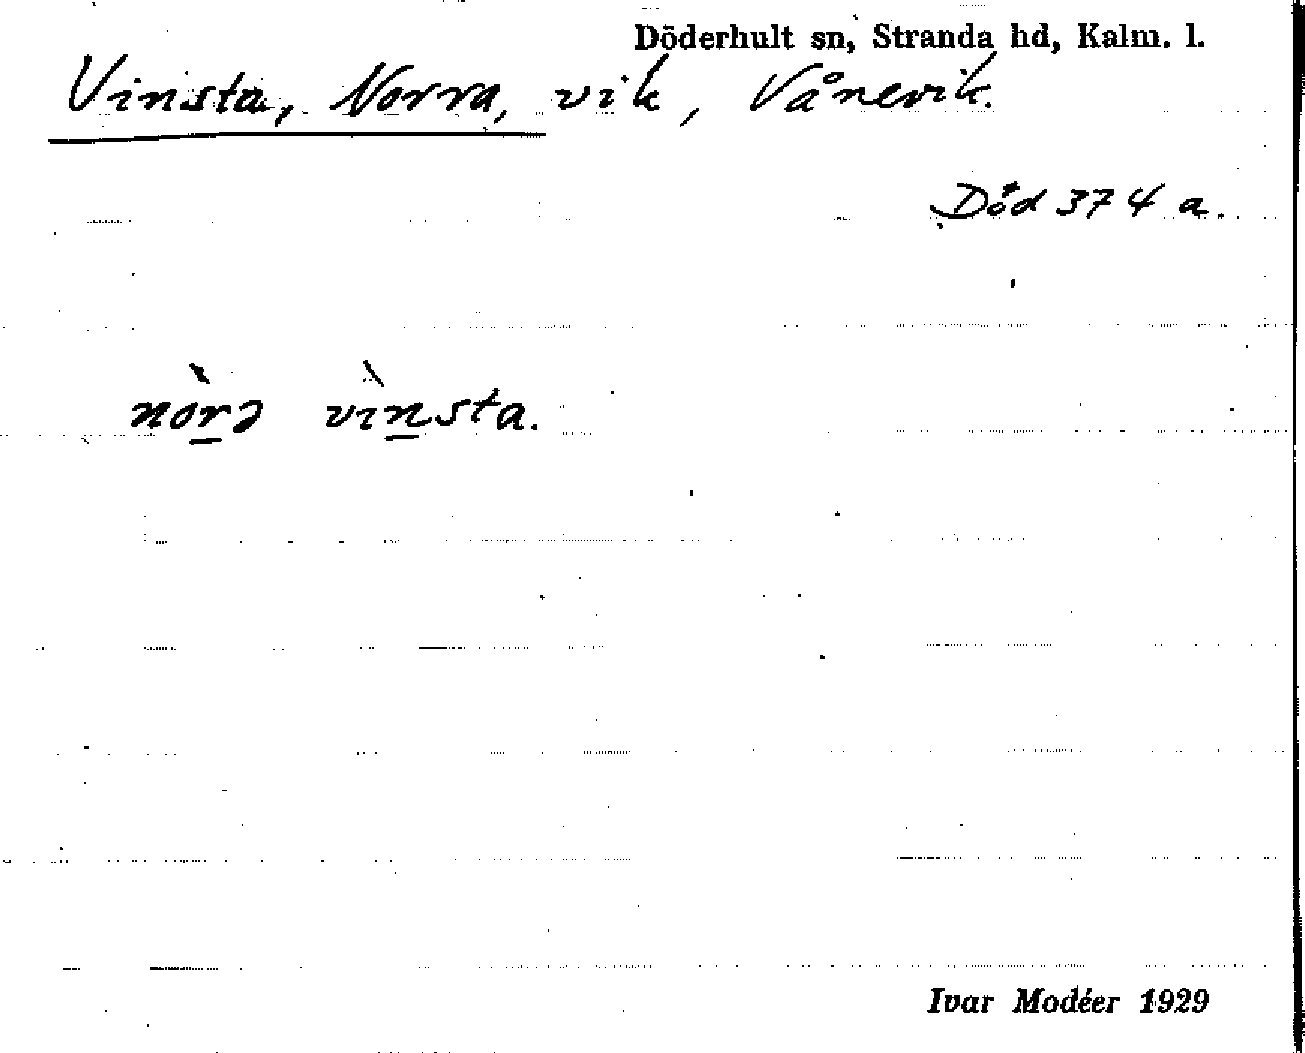 Döderhult sn, Stranda hd, Kalm. l.
Vinsta, Norra, vik, Vånevik.
Död 374 a.
nòrə vìnsta.
Ivar Modéer 1929